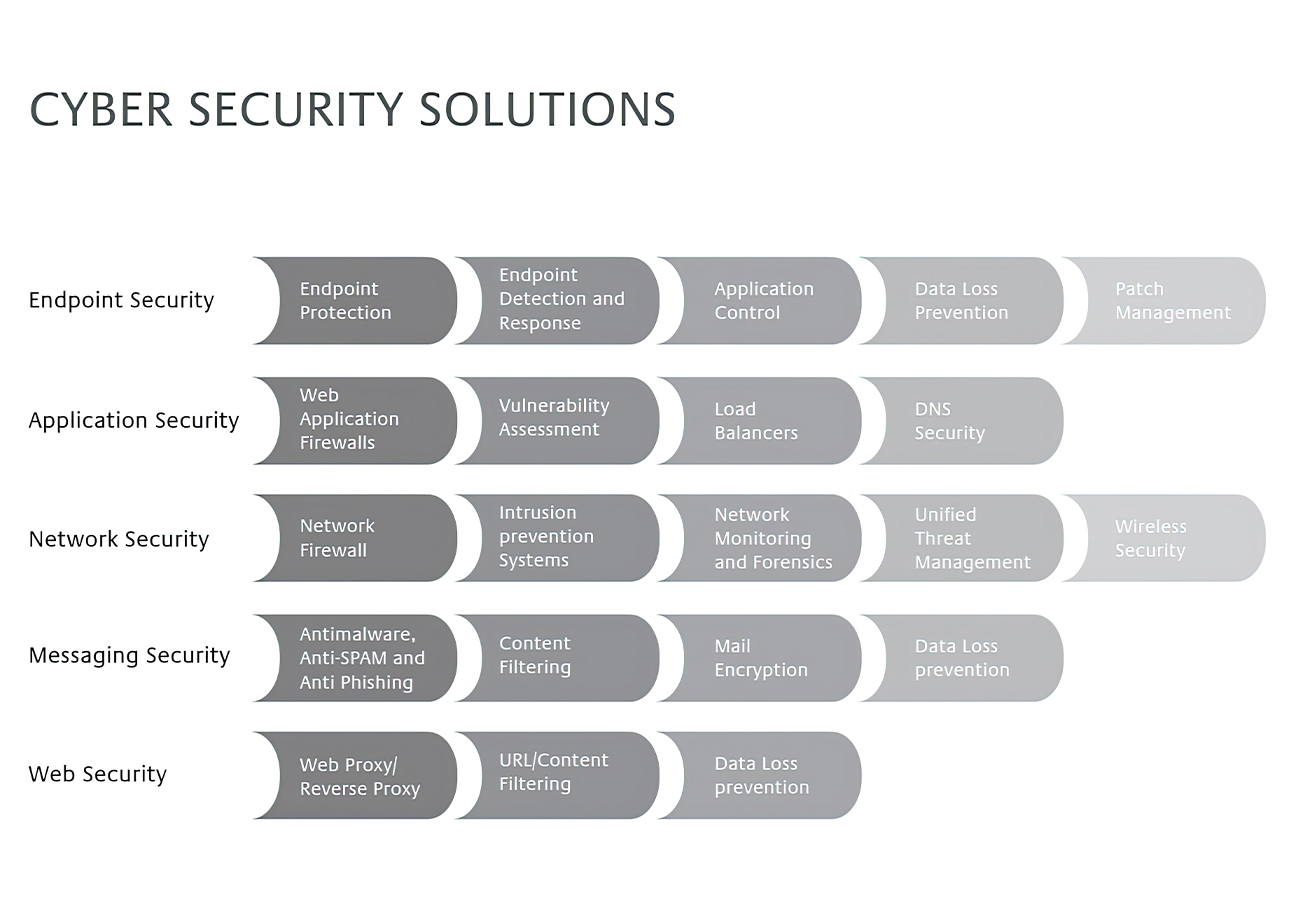 CYBER SECURITY SOLUTIONS
Endpoint Security
Endpoint
Protection
Endpoint
Detection and
Response
Application
Control
Data Loss
Prevention
Patch
Management
Application Security
Web
Application
Firewalls
Vulnerability
Assessment
Load
Balancers
DNS
Security
Network Security
Network
Firewall
Intrusion
prevention
Systems
Network
Monitoring
and Forensics
Unified
Threat
Management
Wireless
Security
Messaging Security
Antimalware,
Anti-SPAM and
Anti Phishing
Content
Filtering
Mail
Encryption
Data Loss
prevention
Web Security
Web Proxy/
Reverse Proxy
URL/Content
Filtering
Data Loss
prevention